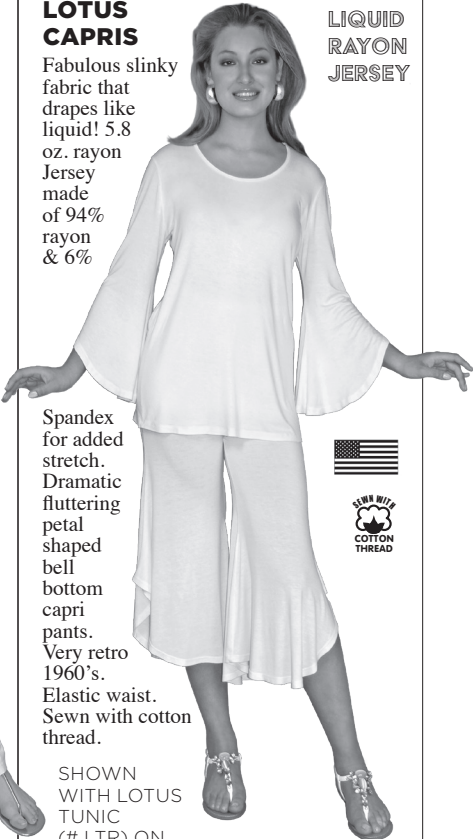 LOTUS
CAPRIS
Fabulous slinky
fabric that
drapes like
liquid! 5.8
oz. rayon
Jersey
made
of 94%
rayon
& 6%
Spandex
for added
stretch.
Dramatic
fluttering
petal
shaped
bell
bottom
capri
pants.
Very retro
1960’s.
Elastic waist.
Sewn with cotton
thread.
SHOWN
WITH LOTUS
TUNIC
(# LTP) ON
LIQUID
RAYON
JERSEY
SEWN WITH
COTTON
THREAD